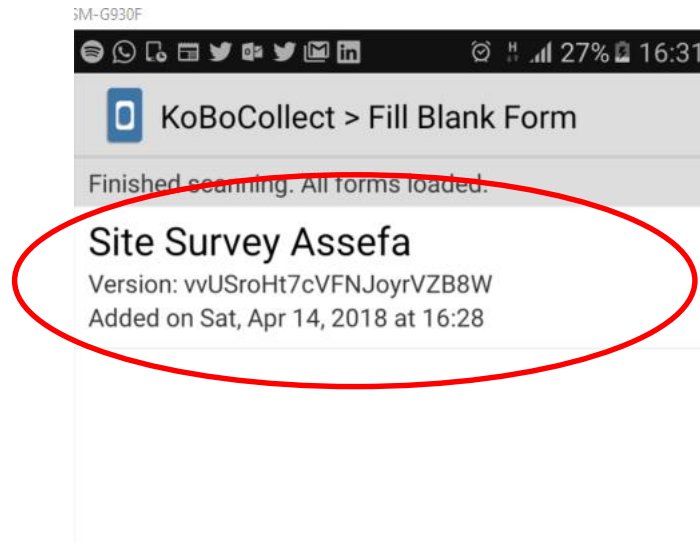 SM-G930F
27% 16:31
KoBoCollect > Fill Blank Form
Finished scanning. All forms loaded.
Site Survey Assefa
Version: vvUSroHt7cVFNJoyrVZB8W
Added on Sat, Apr 14, 2018 at 16:28